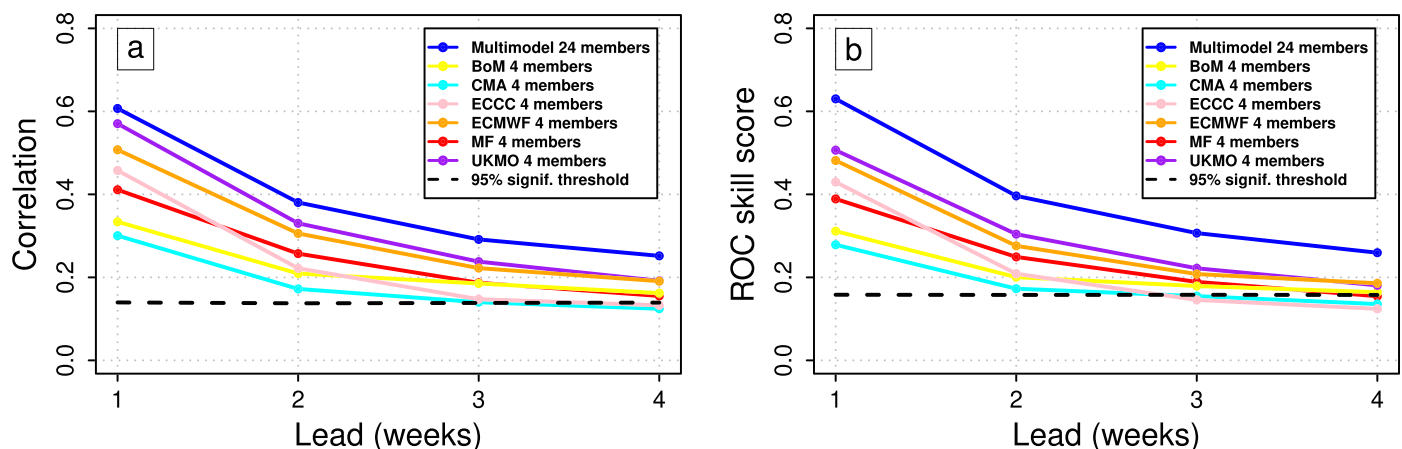 a
Correlation
0.8
0.6
0.4
0.2
0.0
Multimodel 24 members
BoM 4 members
CMA 4 members
ECCC 4 members
ECMWF 4 members
MF 4 members
UKMO 4 members
95% signif. threshold
1 2 3 4
Lead (weeks)
b
ROC skill score
0.8
0.6
0.4
0.2
0.0
Multimodel 24 members
BoM 4 members
CMA 4 members
ECCC 4 members
ECMWF 4 members
MF 4 members
UKMO 4 members
95% signif. threshold
1 2 3 4
Lead (weeks)